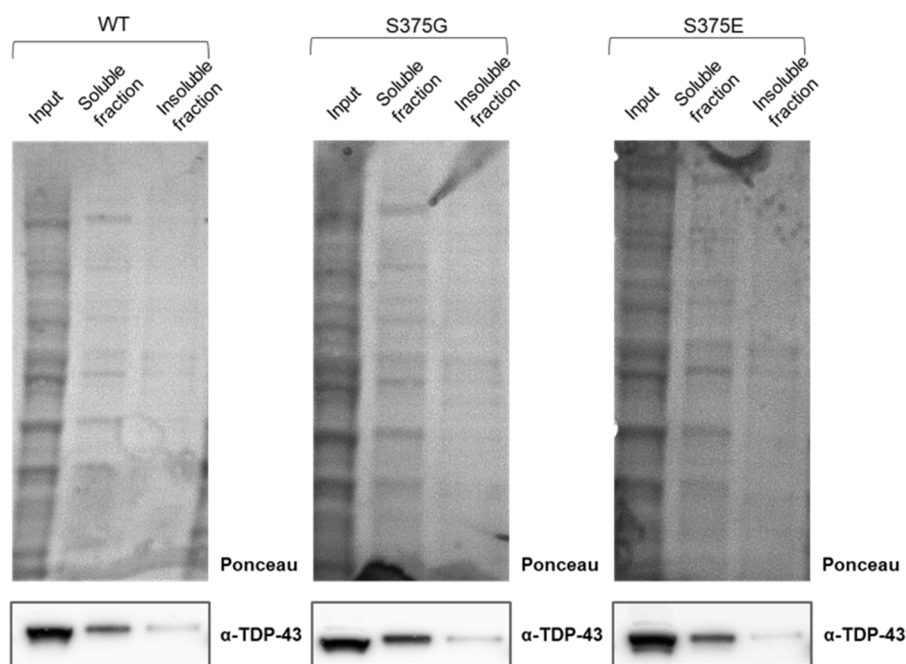 WT
S375G
S375E
Input
Soluble
fraction
Insoluble
fraction
Input
Soluble
fraction
Insoluble
fraction
Input
Soluble
fraction
Insoluble
fraction
Ponceau
Ponceau
Ponceau
α-TDP-43
α-TDP-43
α-TDP-43